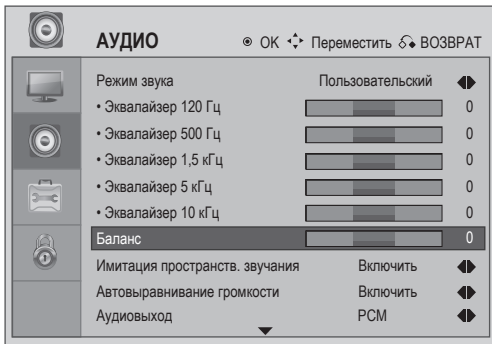 АУДИО ОК Переместить ВОЗВРАТ
Режим звука Пользовательский
• Эквалайзер 120 Гц 0
• Эквалайзер 500 Гц 0
• Эквалайзер 1,5 кГц 0
• Эквалайзер 5 кГц 0
• Эквалайзер 10 кГц 0
Баланс 0
Имитация пространств. звучания Включить
Автовыравнивание громкости Включить
Аудиовыход PCM